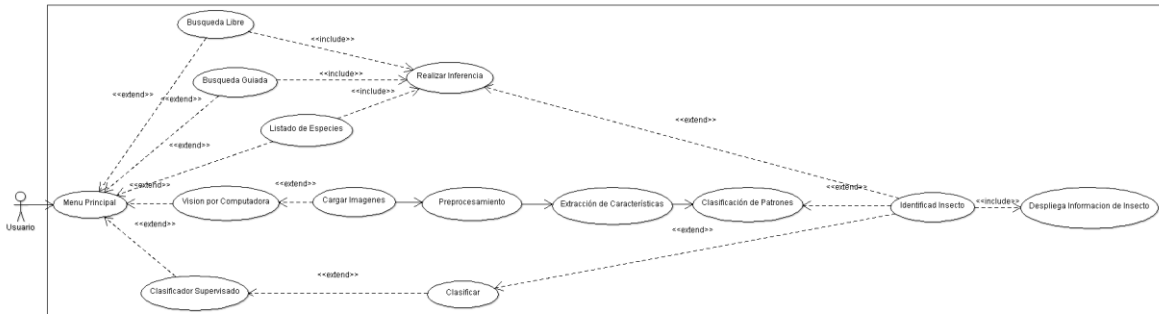 Busqueda Libre
<<include>>
Busqueda Guiada
<<include>>
Realizar Inferencia
<<include>>
<<extend>>
<<extend>>
Listado de Especies
<<extend>>
<<extend>>
<<extend>>
<<extend>>
<<extend>>
Menu Principal
Vision por Computadora
Cargar Imagenes
Preprocesamiento
Extracción de Características
Clasificación de Patrones
Identificad Insecto
<<include>>
Despliega Informacion de Insecto
Usuario
<<extend>>
<<extend>>
<<extend>>
Clasificador Supervisado
Clasificar